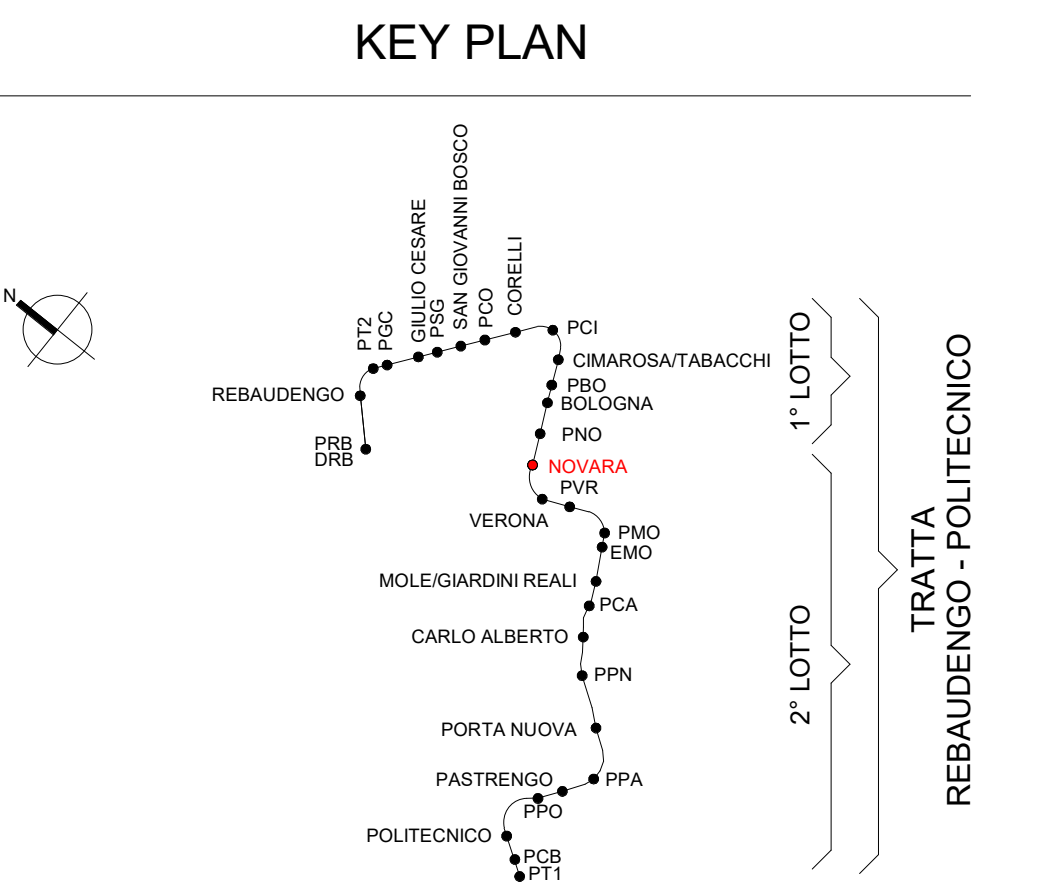 KEY PLAN
N
PT2
PGC
GIULIO CESARE
PSG
SAN GIOVANNI BOSCO
PCO
CORELLI
PCI
CIMAROSA/TABACCHI
REBAUDENGO
PBO
BOLOGNA
PRB
DRB
PNO
NOVARA
PVR
VERONA
PMO
EMO
MOLE/GIARDINI REALI
PCA
CARLO ALBERTO
PPN
PORTA NUOVA
PASTRENGO
PPA
PPO
POLITECNICO
PCB
PT1
1° LOTTO
2° LOTTO
TRATTA
REBAUDENGO - POLITECNICO